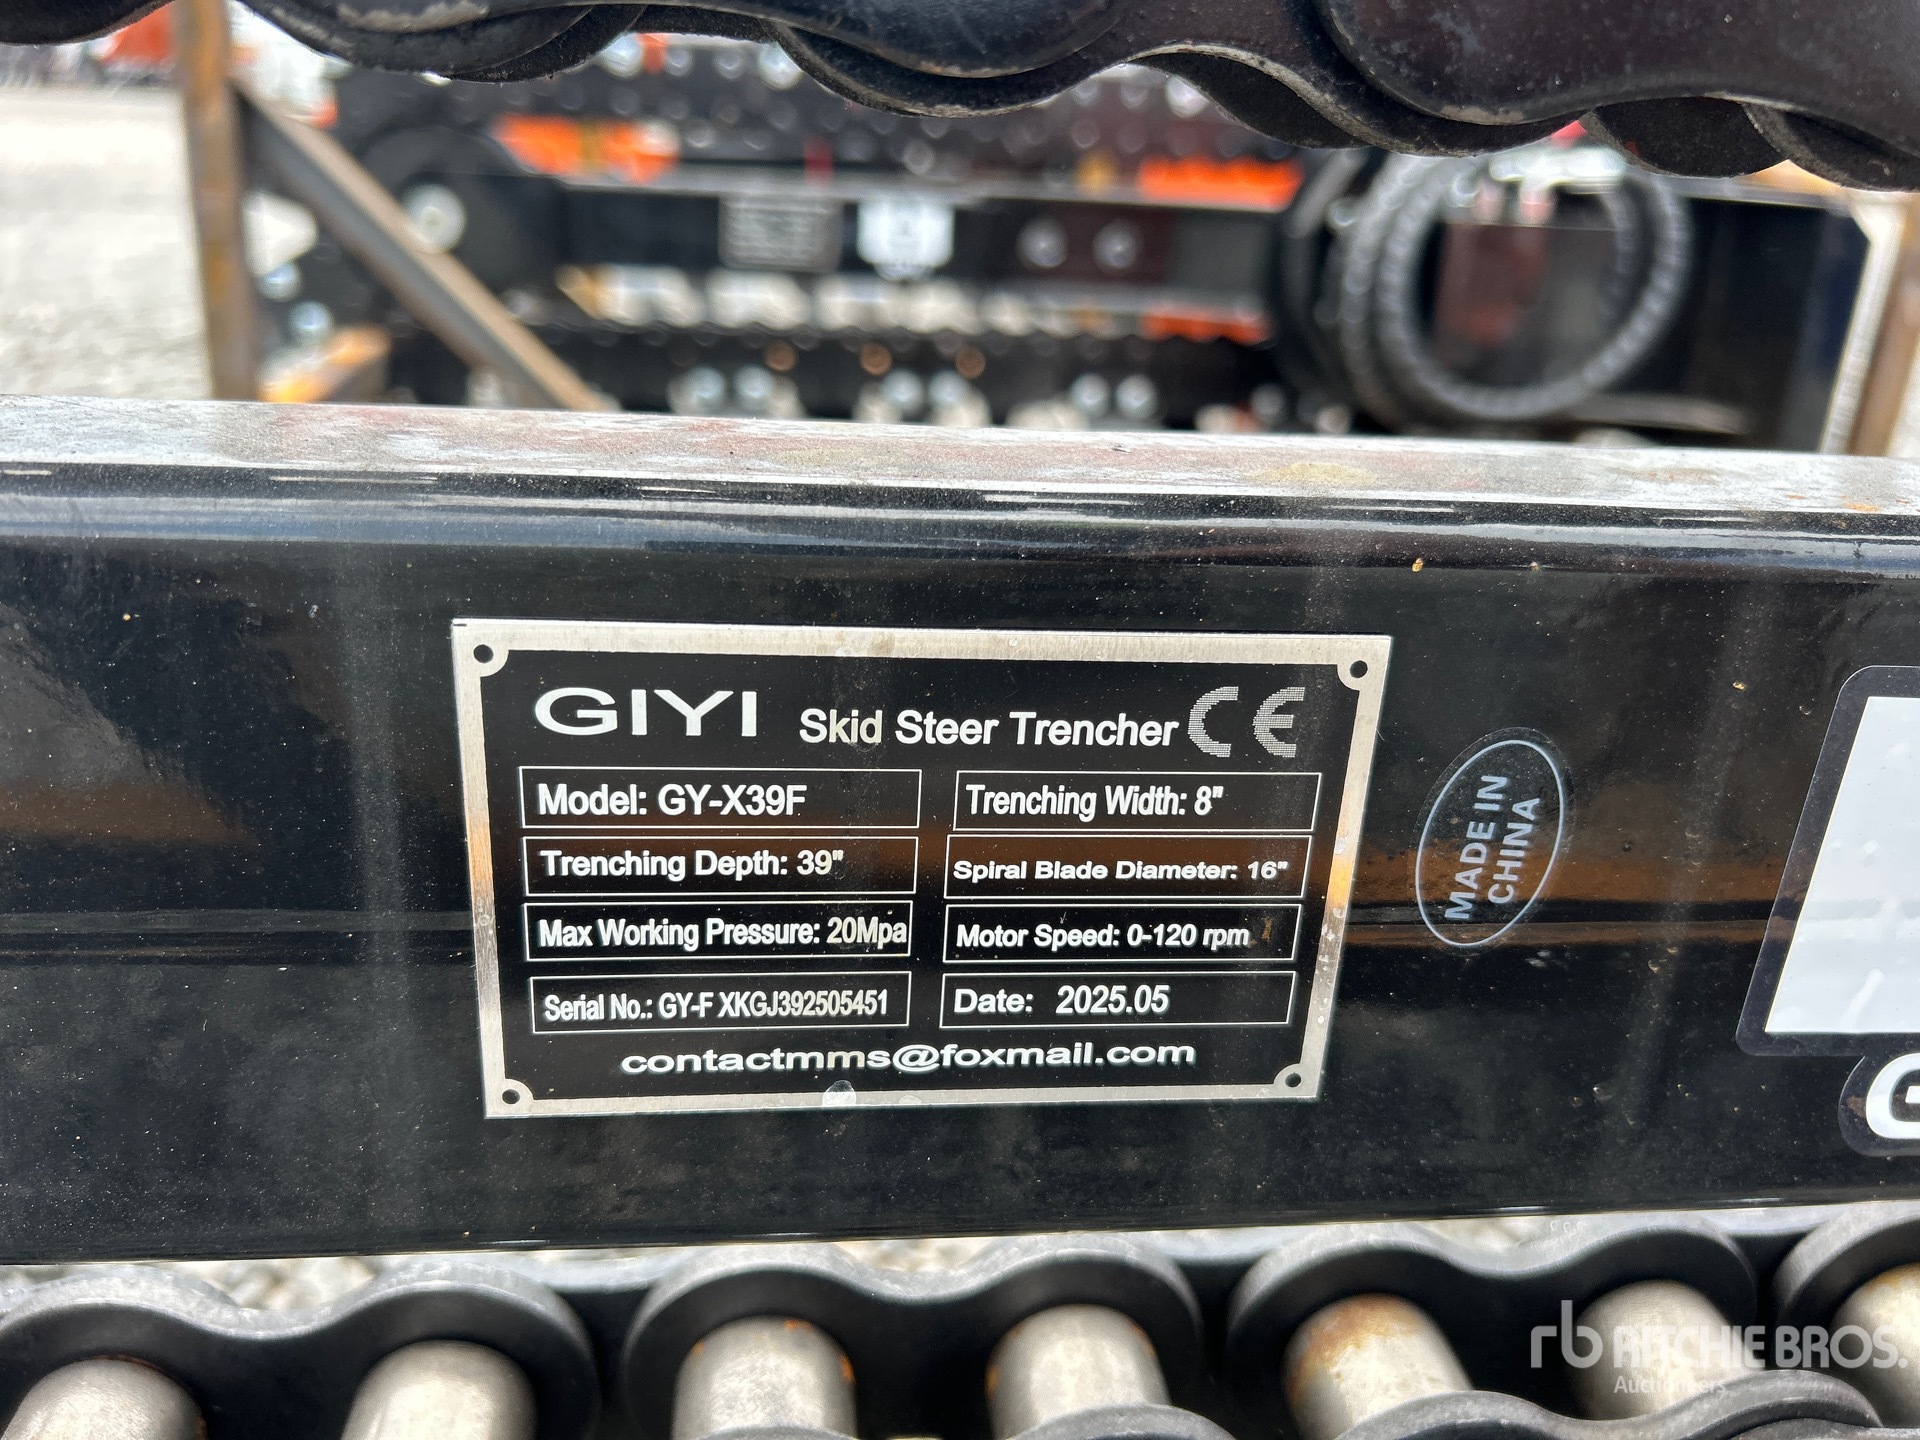 GIYI Skid Steer Trencher CE
Model: GY-X39F
Trenching Width: 8"
Trenching Depth: 39"
Spiral Blade Diameter: 16"
Max Working Pressure: 20Mpa
Motor Speed: 0-120 rpm
Serial No.: GY-F XKGJ392505451
Date: 2025.05
contactmms@foxmail.com
MADE IN
CHINA
G
rb RITCHIE BROS.
Auctioneers